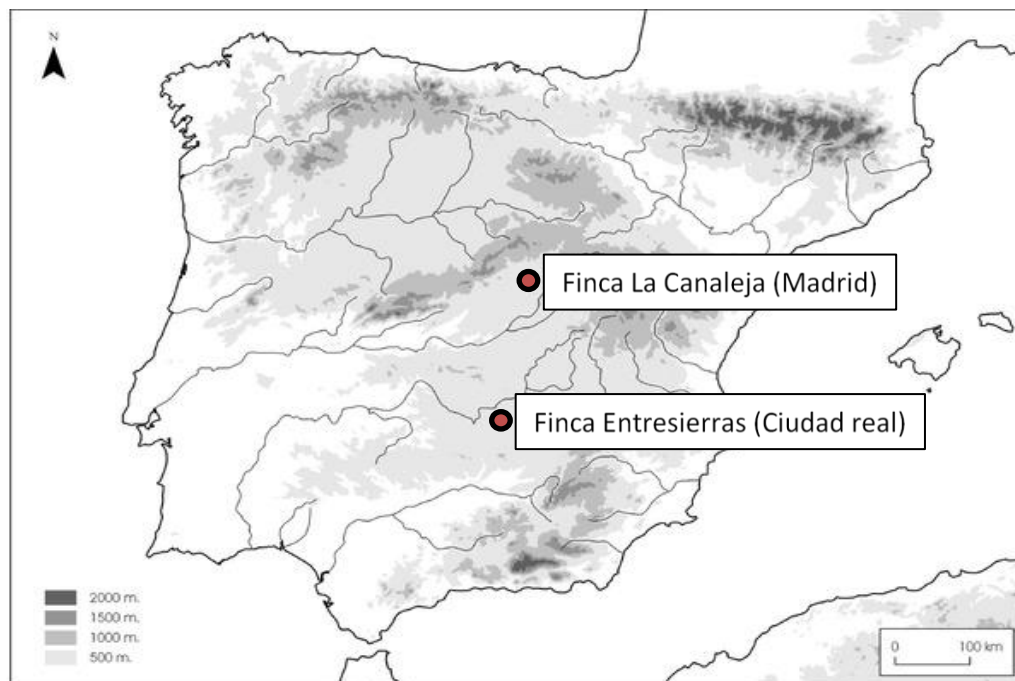 N
Finca La Canaleja (Madrid)
Finca Entresierras (Ciudad real)
2000 m.
1500 m.
1000 m.
500 m.
0 100 km